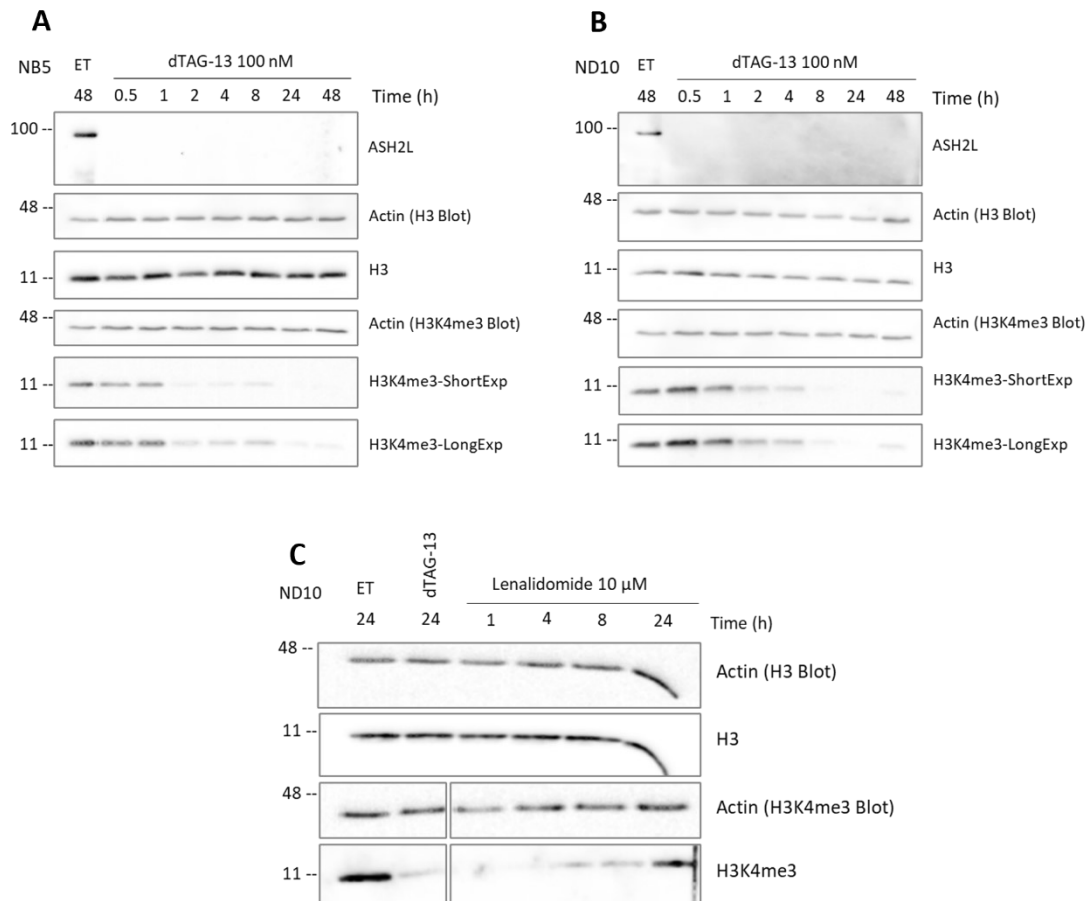 A
NB5 ET dTAG-13 100 nM
48 0.5 1 2 4 8 24 48 Time (h)
100 -- ASH2L
48 -- Actin (H3 Blot)
11 -- H3
48 -- Actin (H3K4me3 Blot)
11 -- H3K4me3-ShortExp
11 -- H3K4me3-LongExp
B
ND10 ET dTAG-13 100 nM
48 0.5 1 2 4 8 24 48 Time (h)
100 -- ASH2L
48 -- Actin (H3 Blot)
11 -- H3
48 -- Actin (H3K4me3 Blot)
11 -- H3K4me3-ShortExp
11 -- H3K4me3-LongExp
C
ND10 ET dTAG-13 Lenalidomide 10 µM
24 24 1 4 8 24 Time (h)
48 -- Actin (H3 Blot)
11 -- H3
48 -- Actin (H3K4me3 Blot)
11 -- H3K4me3